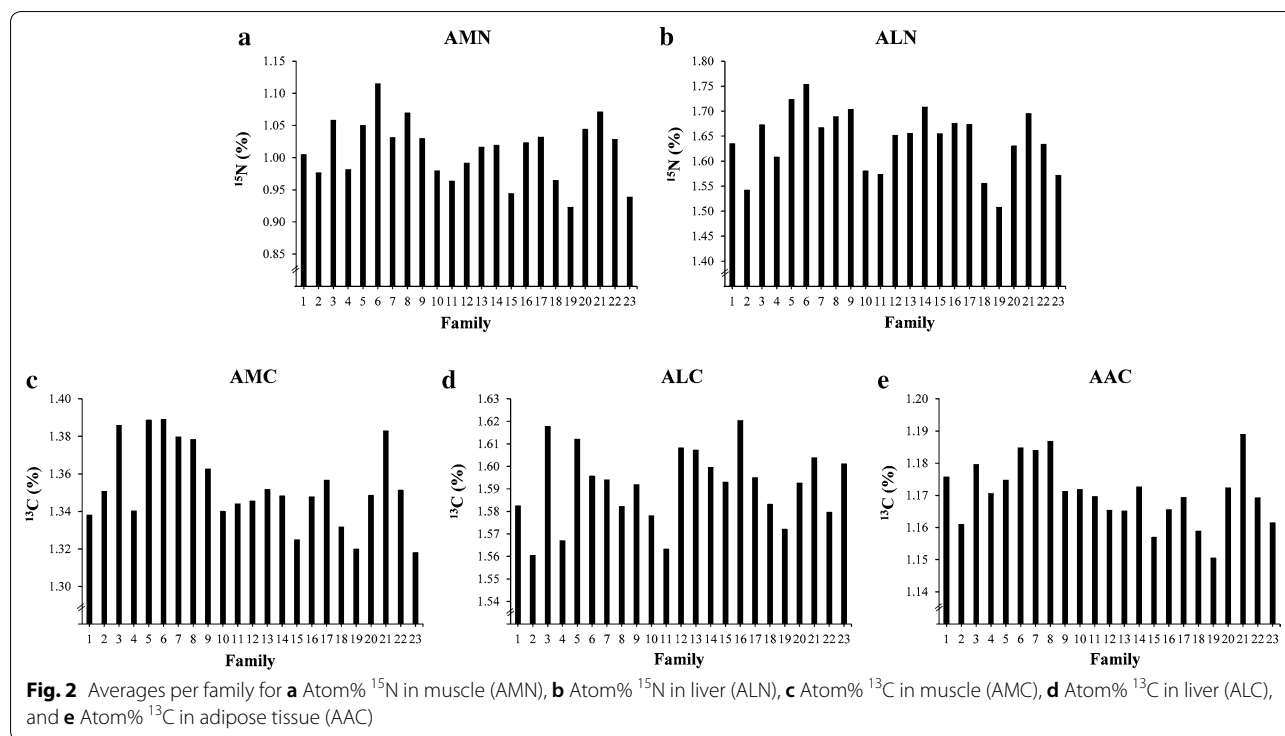 a
AMN
1.15
1.10
1.05
1.00
0.95
0.90
0.85
15N (%)
1 2 3 4 5 6 7 8 9 10 11 12 13 14 15 16 17 18 19 20 21 22 23
Family
b
ALN
1.80
1.75
1.70
1.65
1.60
1.55
1.50
1.45
1.40
15N (%)
1 2 3 4 5 6 7 8 9 10 11 12 13 14 15 16 17 18 19 20 21 22 23
Family
c
AMC
1.40
1.38
1.36
1.34
1.32
1.30
13C (%)
1 2 3 4 5 6 7 8 9 10 11 12 13 14 15 16 17 18 19 20 21 22 23
Family
d
ALC
1.63
1.62
1.61
1.60
1.59
1.58
1.57
1.56
1.55
1.54
13C (%)
1 2 3 4 5 6 7 8 9 10 11 12 13 14 15 16 17 18 19 20 21 22 23
Family
e
AAC
1.20
1.19
1.18
1.17
1.16
1.15
1.14
13C (%)
1 2 3 4 5 6 7 8 9 10 11 12 13 14 15 16 17 18 19 20 21 22 23
Family
Fig. 2 Averages per family for a Atom% 15N in muscle (AMN), b Atom% 15N in liver (ALN), c Atom% 13C in muscle (AMC), d Atom% 13C in liver (ALC),
and e Atom% 13C in adipose tissue (AAC)